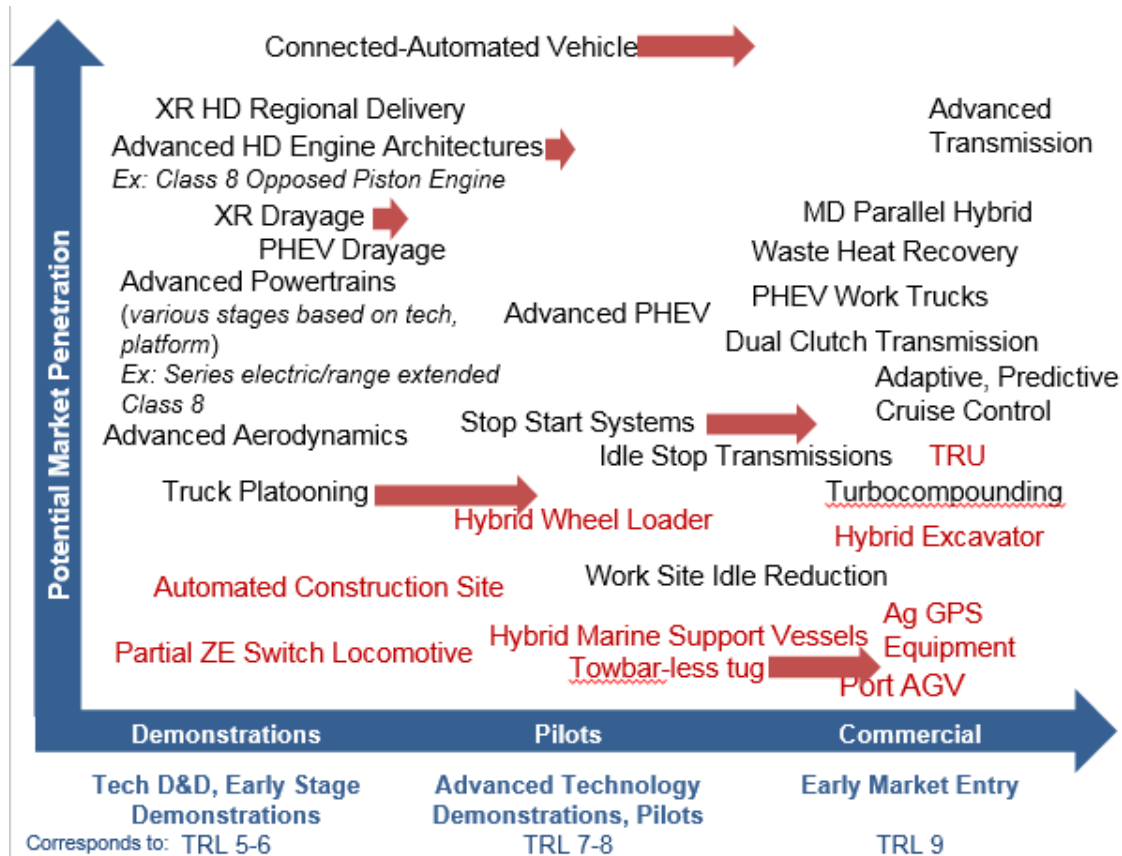 Connected-Automated Vehicle
XR HD Regional Delivery
Advanced HD Engine Architectures
Ex: Class 8 Opposed Piston Engine
XR Drayage
PHEV Drayage
Advanced Powertrains
(various stages based on tech,
platform)
Ex: Series electric/range extended
Class 8
Advanced Aerodynamics
Truck Platooning
Advanced PHEV
Stop Start Systems
Idle Stop Transmissions
Hybrid Wheel Loader
Advanced
Transmission
MD Parallel Hybrid
Waste Heat Recovery
PHEV Work Trucks
Dual Clutch Transmission
Adaptive, Predictive
Cruise Control
TRU
Turbocompounding
Hybrid Excavator
Automated Construction Site
Work Site Idle Reduction
Partial ZE Switch Locomotive
Hybrid Marine Support Vessels
Towbar-less tug
Ag GPS
Equipment
Port AGV
Potential Market Penetration
Demonstrations
Pilots
Commercial
Tech D&D, Early Stage
Demonstrations
Advanced Technology
Demonstrations, Pilots
Early Market Entry
Corresponds to: TRL 5-6
TRL 7-8
TRL 9